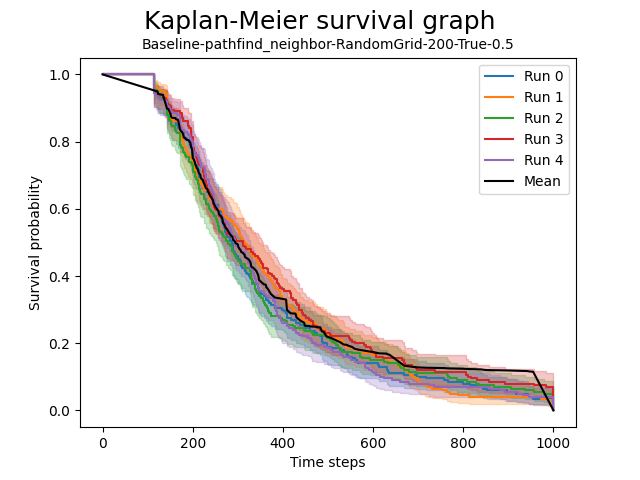 Kaplan-Meier survival graph
Baseline-pathfind_neighbor-RandomGrid-200-True-0.5
Survival probability
1.0
0.8
0.6
0.4
0.2
0.0
Run 0
Run 1
Run 2
Run 3
Run 4
Mean
0 200 400 600 800 1000
Time steps